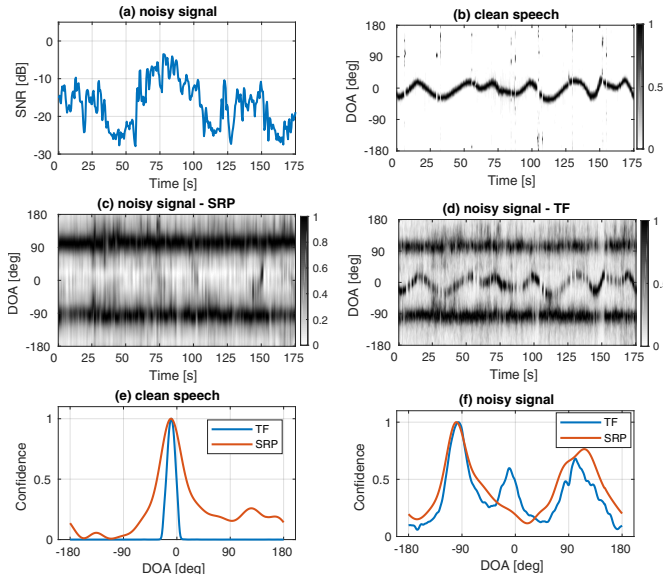 (a) noisy signal
0
-10
-20
-30
SNR [dB]
0 25 50 75 100 125 150 175
Time [s]
(b) clean speech
180
90
0
-90
-180
DOA [deg]
0 25 50 75 100 125 150 175
Time [s]
1
0.5
0
(c) noisy signal - SRP
180
90
0
-90
-180
DOA [deg]
0 25 50 75 100 125 150 175
Time [s]
1
0.8
0.6
0.4
0.2
0
(d) noisy signal - TF
180
90
0
-90
-180
DOA [deg]
0 25 50 75 100 125 150 175
Time [s]
1
0
(e) clean speech
1
0.5
0
Confidence
TF
SRP
-180 -90 0 90 180
DOA [deg]
(f) noisy signal
1
0.5
0
Confidence
TF
SRP
-180 -90 0 90 180
DOA [deg]